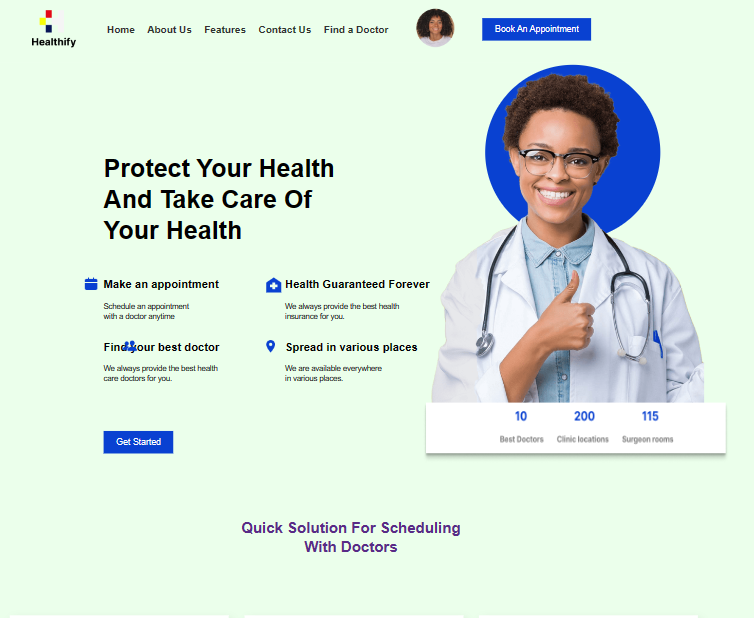 Healthify
Home About Us Features Contact Us Find a Doctor
Book An Appointment
Protect Your Health
And Take Care Of
Your Health
Make an appointment
Schedule an appointment
with a doctor anytime
Health Guaranteed Forever
We always provide the best health
insurance for you.
Find your best doctor
We always provide the best health
care doctors for you.
Spread in various places
We are available everywhere
in various places.
Get Started
10 200 115
Best Doctors Clinic locations Surgeon rooms
Quick Solution For Scheduling
With Doctors